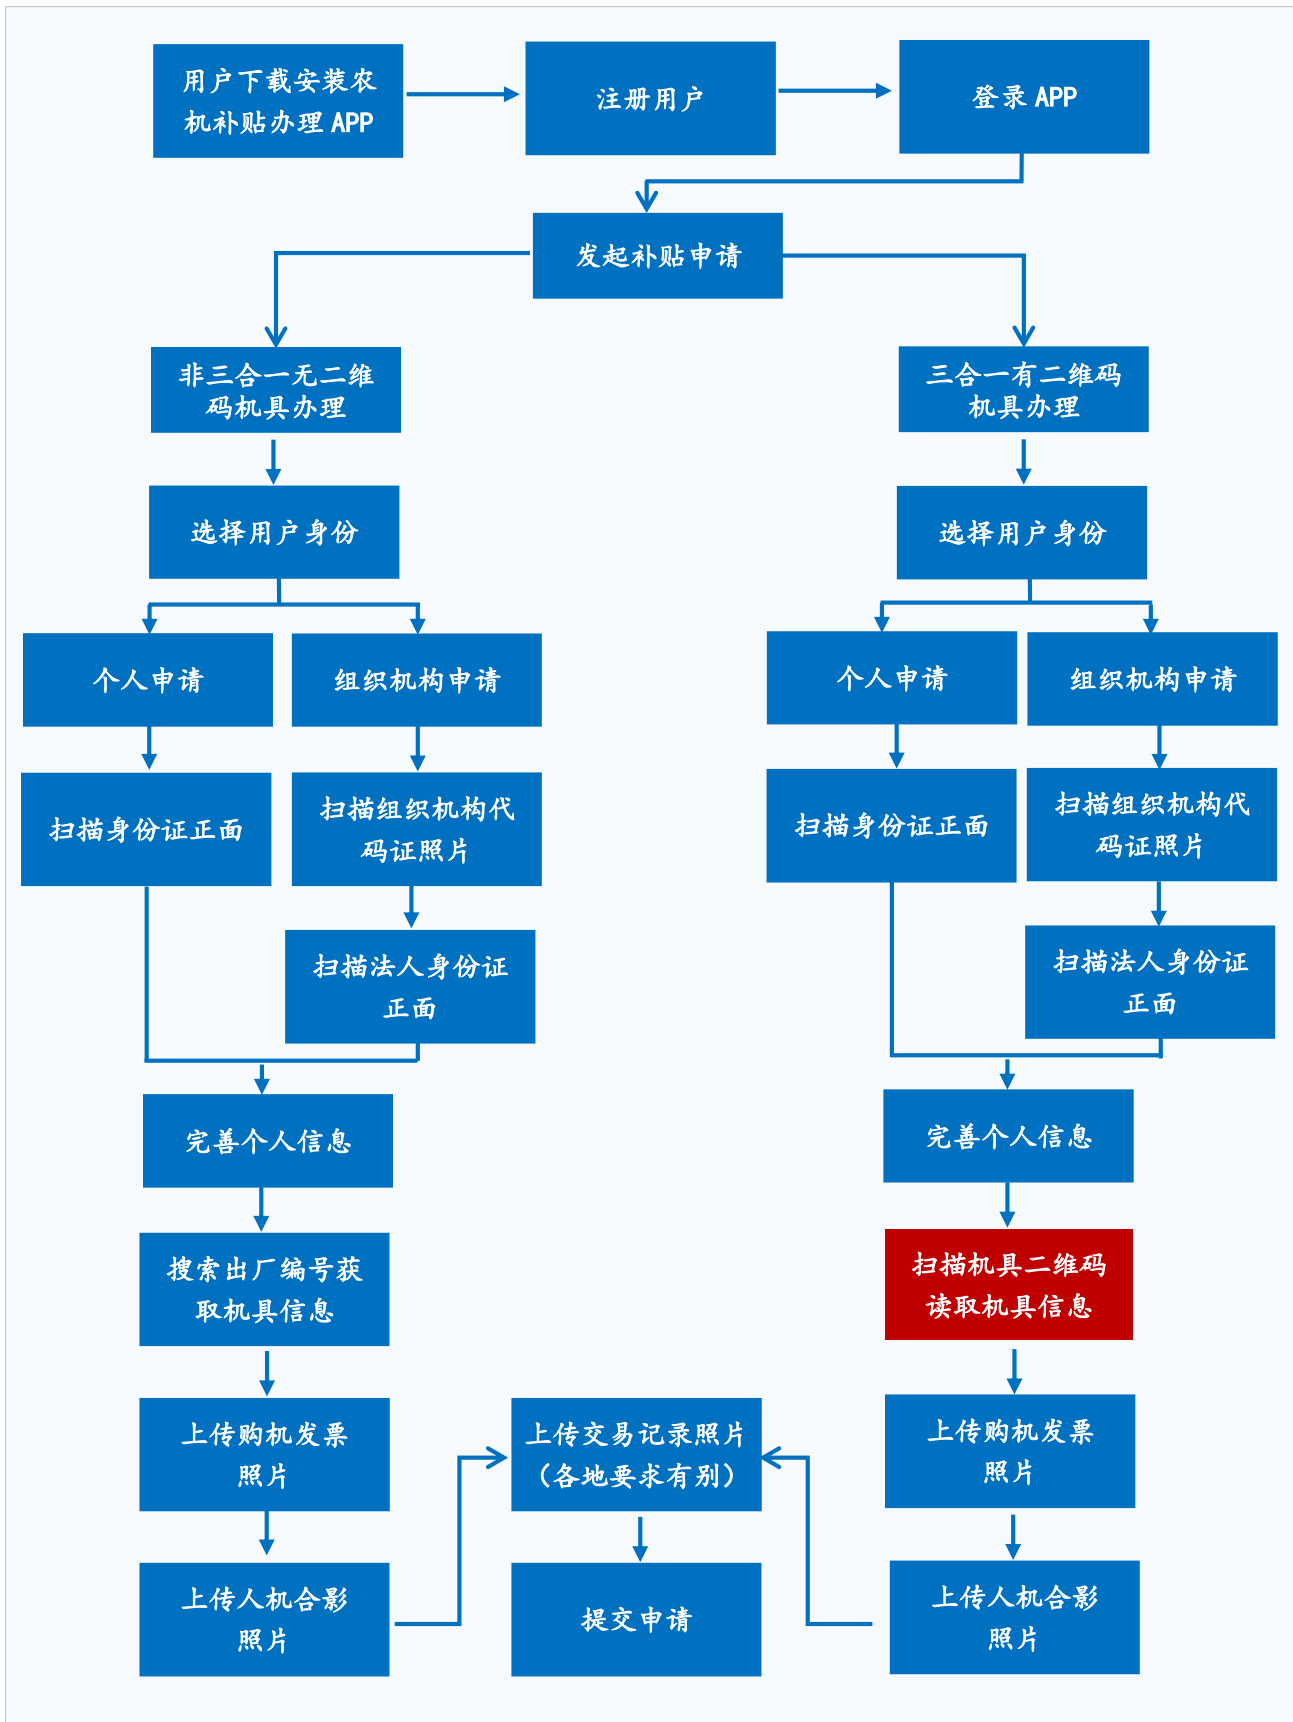 用户下载安装农
机补贴办理 APP
注册用户
登录 APP
发起补贴申请
非三合一无二维
码机具办理
三合一有二维码
机具办理
选择用户身份
选择用户身份
个人申请
组织机构申请
个人申请
组织机构申请
扫描身份证正面
扫描组织机构代
码证照片
扫描身份证正面
扫描组织机构代
码证照片
扫描法人身份证
正面
扫描法人身份证
正面
完善个人信息
完善个人信息
搜索出厂编号获
取机具信息
扫描机具二维码
读取机具信息
上传购机发票
照片
上传交易记录照片
（各地要求有别）
上传购机发票
照片
上传人机合影
照片
提交申请
上传人机合影
照片